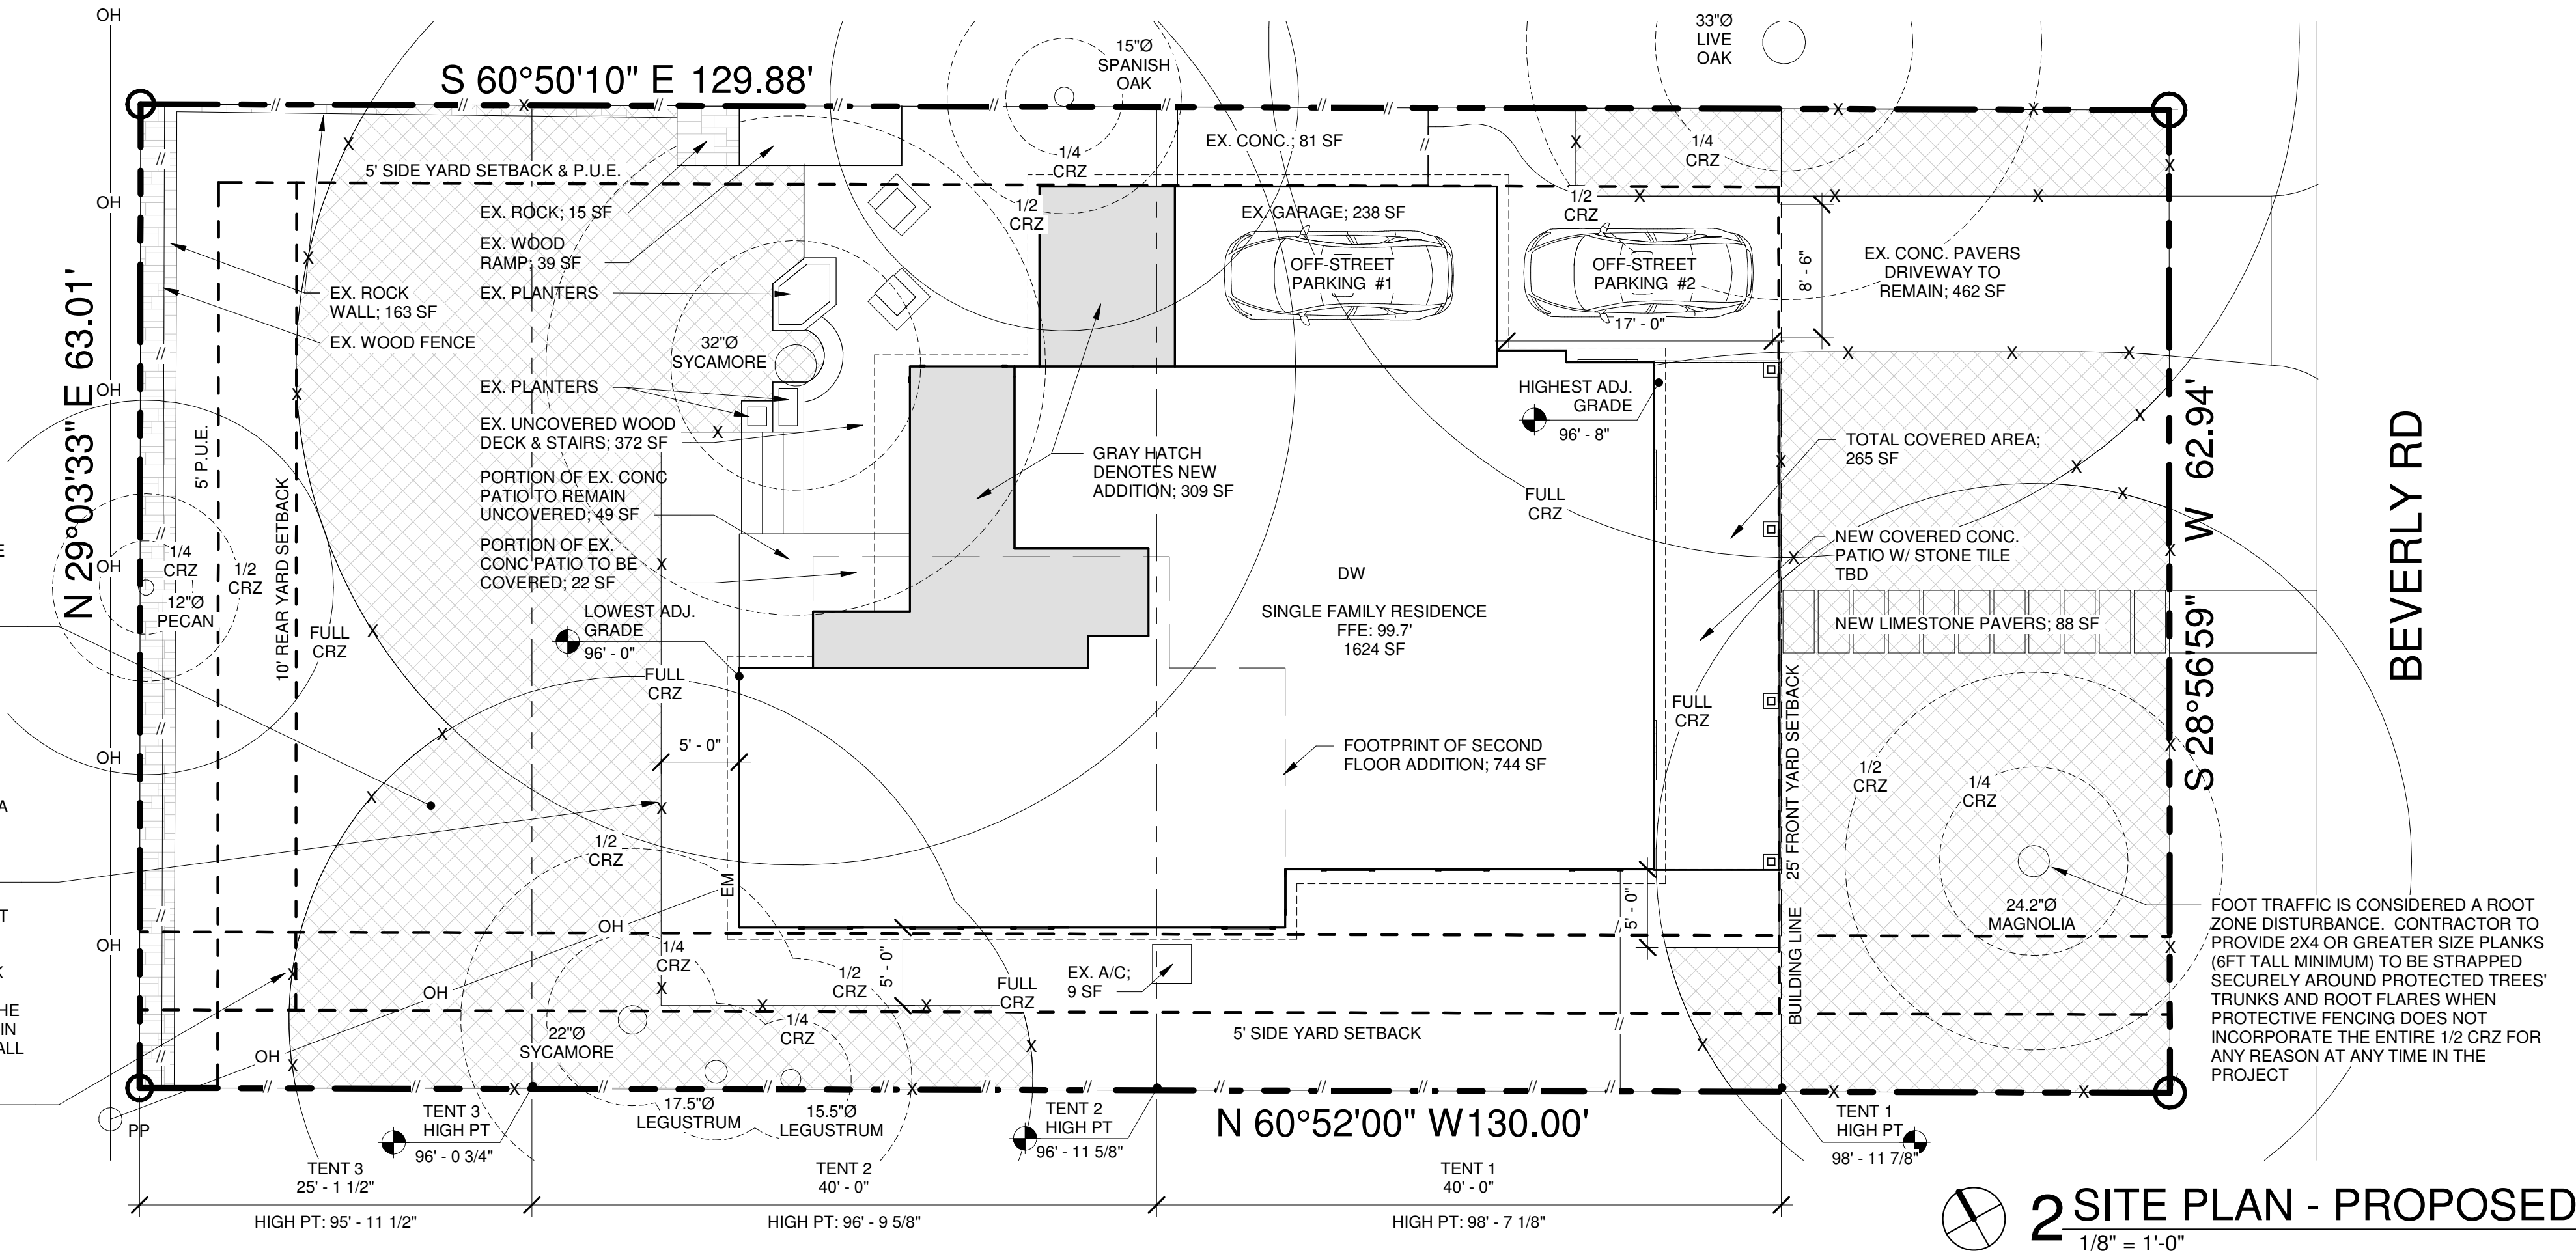 OH
S 60°50'10" E 129.88'
15"Ø
SPANISH
OAK
33"Ø
LIVE
OAK
EX. CONC.; 81 SF
1/4
CRZ
1/4
CRZ
5' SIDE YARD SETBACK & P.U.E.
OH
EX. ROCK; 15 SF
EX. WOOD
RAMP; 39 SF
EX. PLANTERS
1/2
CRZ
EX. GARAGE; 238 SF
1/2
CRZ
OFF-STREET
PARKING #1
OFF-STREET
PARKING #2
8' - 6"
17' - 0"
EX. CONC. PAVERS
DRIVEWAY TO
REMAIN; 462 SF
EX. ROCK
WALL; 163 SF
EX. WOOD FENCE
N 29°03'33" E 63.01'
32"Ø
SYCAMORE
OH
EX. PLANTERS
EX. UNCOVERED WOOD
DECK & STAIRS; 372 SF
HIGHEST ADJ.
GRADE
96' - 8"
5' P.U.E.
10' REAR YARD SETBACK
GRAY HATCH
DENOTES NEW
ADDITION; 309 SF
TOTAL COVERED AREA;
265 SF
S 28°56'59" W 62.94'
BEVERLY RD
PORTION OF EX. CONC
PATIO TO REMAIN
UNCOVERED; 49 SF
FULL
CRZ
PORTION OF EX.
CONC PATIO TO BE
COVERED; 22 SF
NEW COVERED CONC.
PATIO W/ STONE TILE
TBD
OH
1/4
CRZ
1/2
CRZ
12"Ø
PECAN
FULL
CRZ
LOWEST ADJ.
GRADE
96' - 0"
DW
SINGLE FAMILY RESIDENCE
FFE: 99.7'
1624 SF
NEW LIMESTONE PAVERS; 88 SF
FULL
CRZ
FULL
CRZ
25' FRONT YARD SETBACK
BUILDING LINE
OH
5' - 0"
FOOTPRINT OF SECOND
FLOOR ADDITION; 744 SF
1/2
CRZ
1/4
CRZ
1/2
CRZ
EM
24.2"Ø
MAGNOLIA
5' - 0"
OH
OH
1/4
CRZ
1/2
CRZ
5' - 0"
EX. A/C;
9 SF
FULL
CRZ
OH
OH
1/4
CRZ
22"Ø
SYCAMORE
5' SIDE YARD SETBACK
FOOT TRAFFIC IS CONSIDERED A ROOT
ZONE DISTURBANCE. CONTRACTOR TO
PROVIDE 2X4 OR GREATER SIZE PLANKS
(6FT TALL MINIMUM) TO BE STRAPPED
SECURELY AROUND PROTECTED TREES'
TRUNKS AND ROOT FLARES WHEN
PROTECTIVE FENCING DOES NOT
INCORPORATE THE ENTIRE 1/2 CRZ FOR
ANY REASON AT ANY TIME IN THE
PROJECT
PP
TENT 3
HIGH PT
96' - 0 3/4"
17.5"Ø
LEGUSTRUM
15.5"Ø
LEGUSTRUM
TENT 2
HIGH PT
96' - 11 5/8"
N 60°52'00" W130.00'
TENT 1
HIGH PT
98' - 11 7/8"
TENT 3
25' - 1 1/2"
TENT 2
40' - 0"
TENT 1
40' - 0"
HIGH PT: 95' - 11 1/2"
HIGH PT: 96' - 9 5/8"
HIGH PT: 98' - 7 1/8"
2 SITE PLAN - PROPOSED
1/8" = 1'-0"